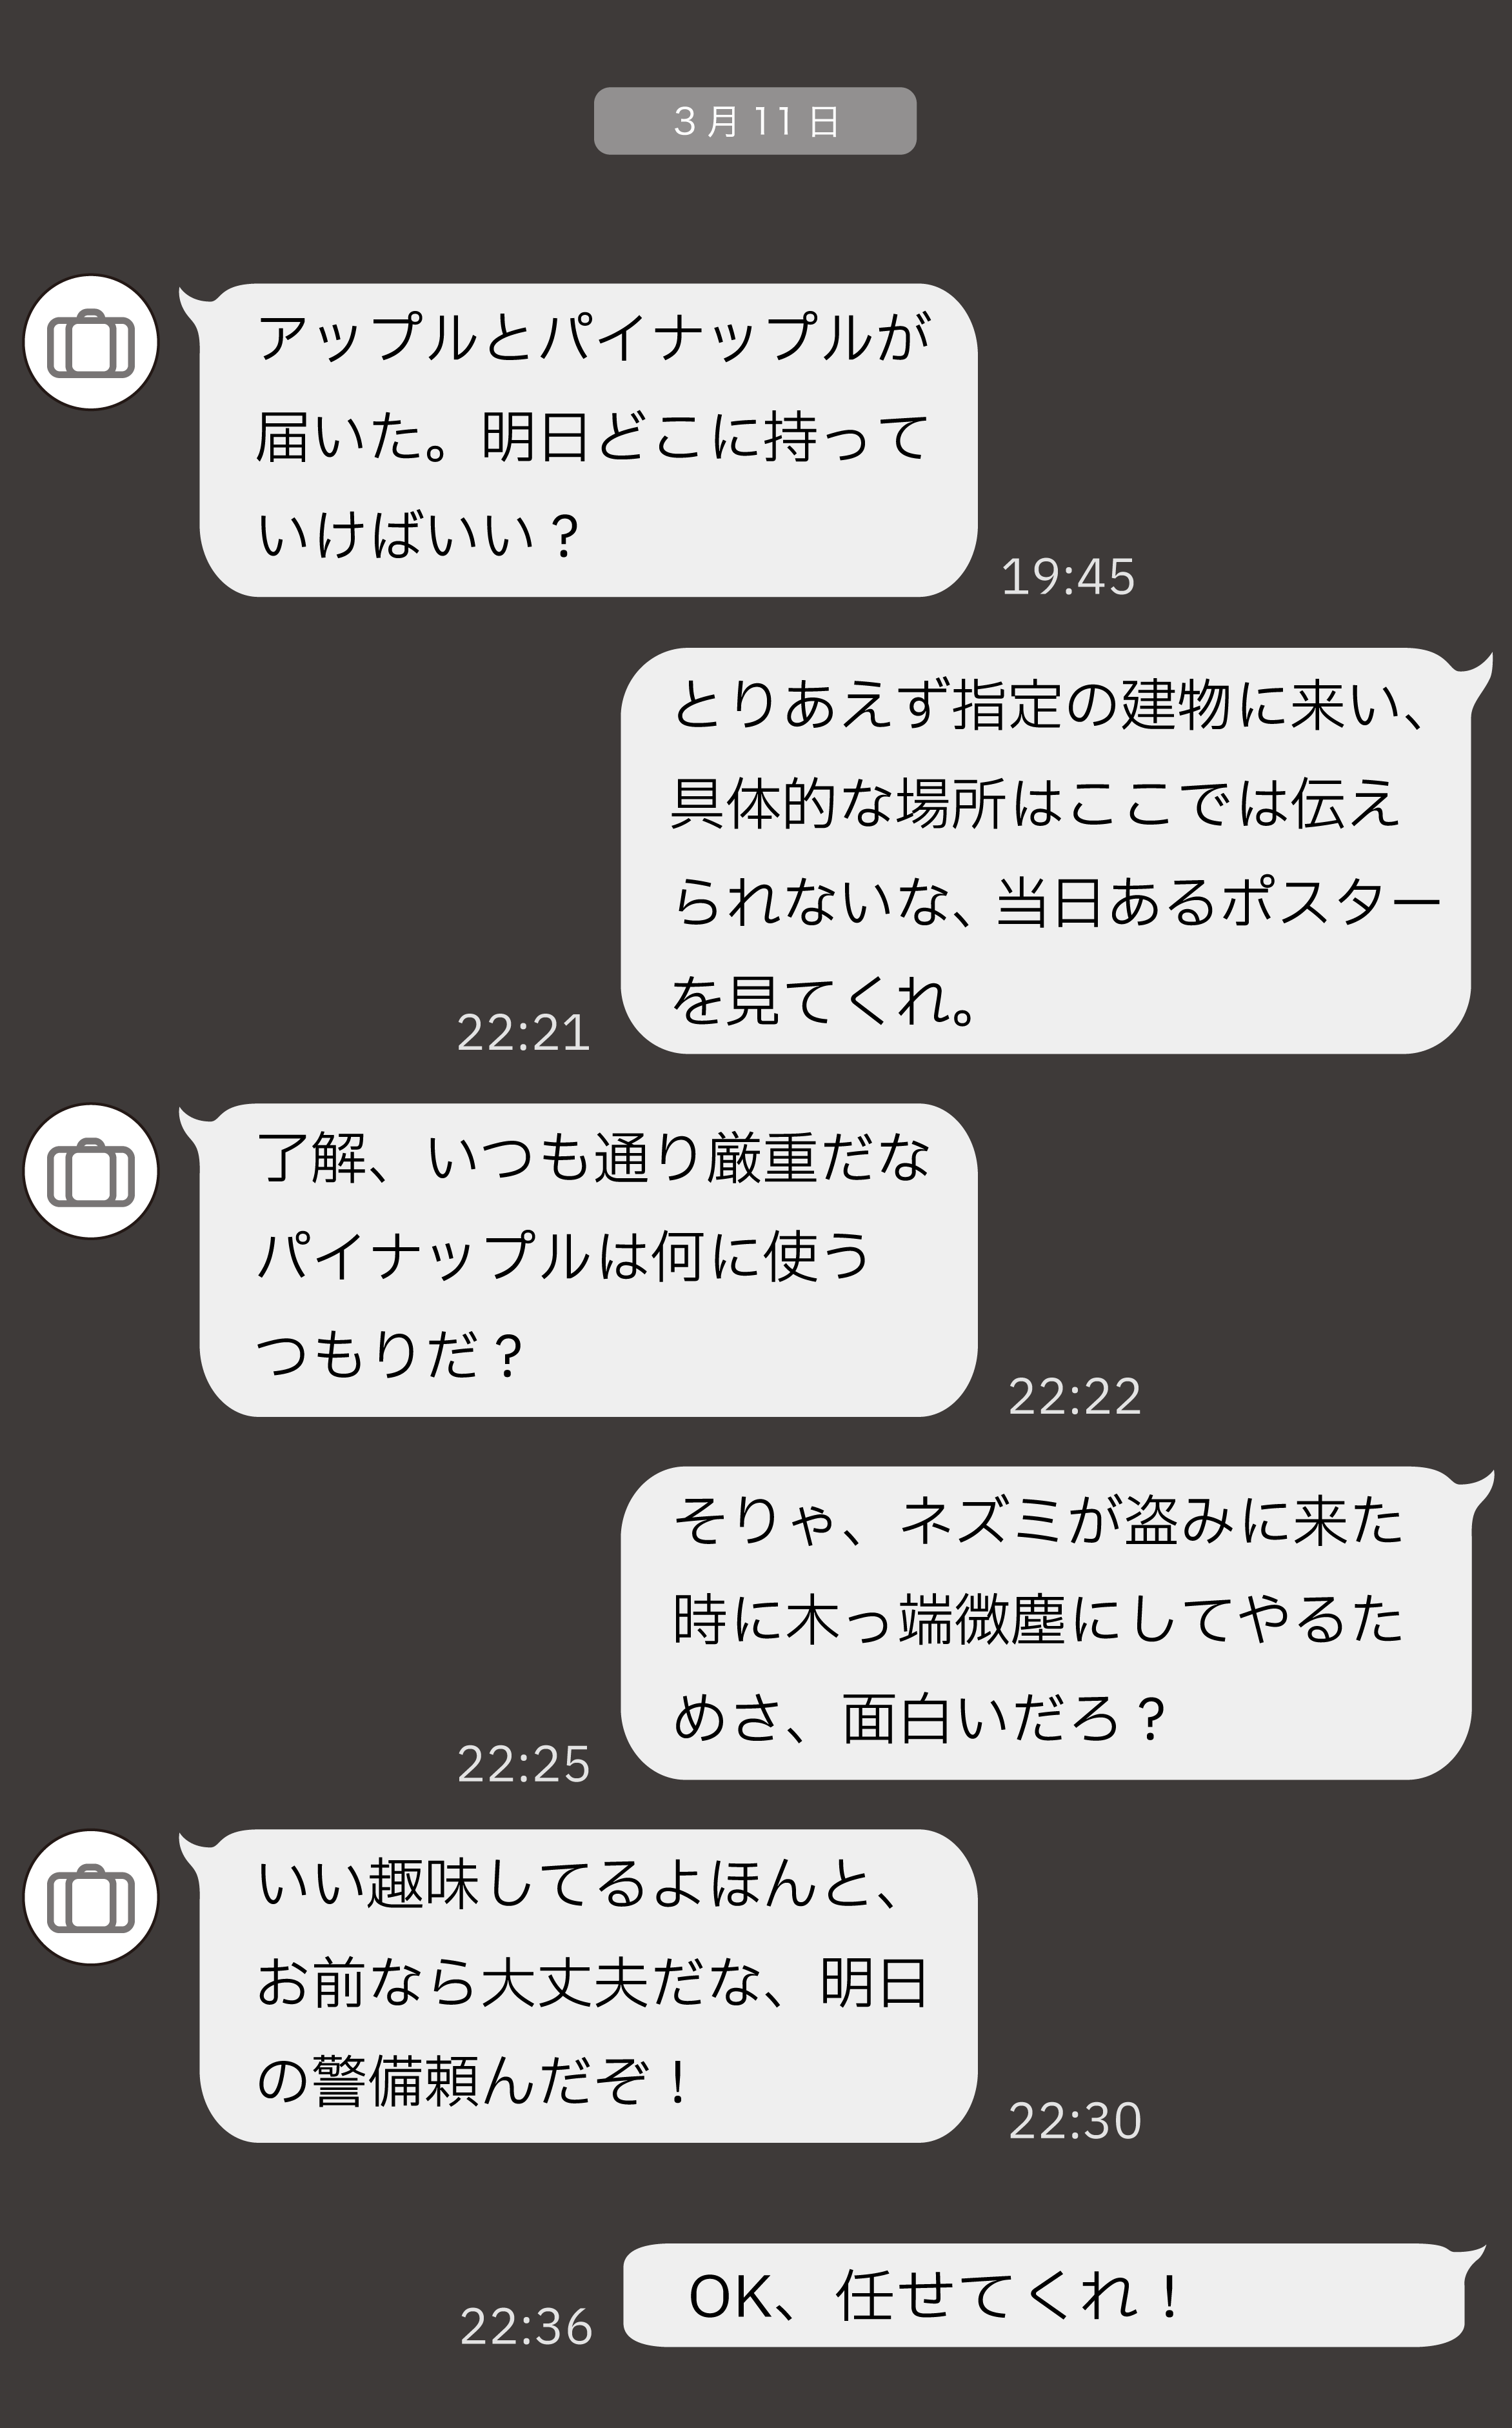 3月11日
アップルとパイナップルが
届いた。明日どこに持って
いけばいい？
19:45
とりあえず指定の建物に来い、
具体的な場所はここでは伝え
られないな、当日あるポスター
を見てくれ。
22:21
了解、いつも通り厳重だな
パイナップルは何に使う
つもりだ？
22:22
そりゃ、ネズミが盗みに来た
時に木っ端微塵にしてやるた
めさ、面白いだろ？
22:25
いい趣味してるよほんと、
お前なら大丈夫だな、明日
の警備頼んだぞ！
22:30
OK、任せてくれ！
22:36